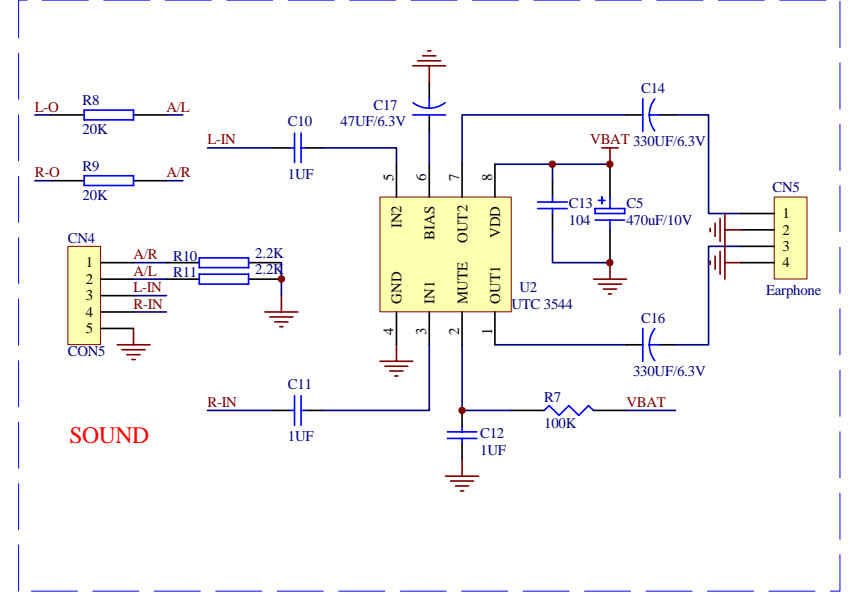 C14
R8
L-O
A/L
20K
C17
47UF/6.3V
C10
L-IN
1UF
VBAT
330UF/6.3V
R9
R-O
A/R
20K
5
6
7
8
IN2
BIAS
OUT2
VDD
C13
104
+
C5
470uF/10V
CN5
1
2
3
4
Earphone
CN4
1
2
3
4
5
CON5
A/R
A/L
L-IN
R-IN
R10
R11
2.2K
2.2K
GND
IN1
MUTE
OUT1
4
3
2
1
U2
UTC 3544
C16
330UF/6.3V
C11
R-IN
1UF
R7
100K
VBAT
C12
1UF
SOUND